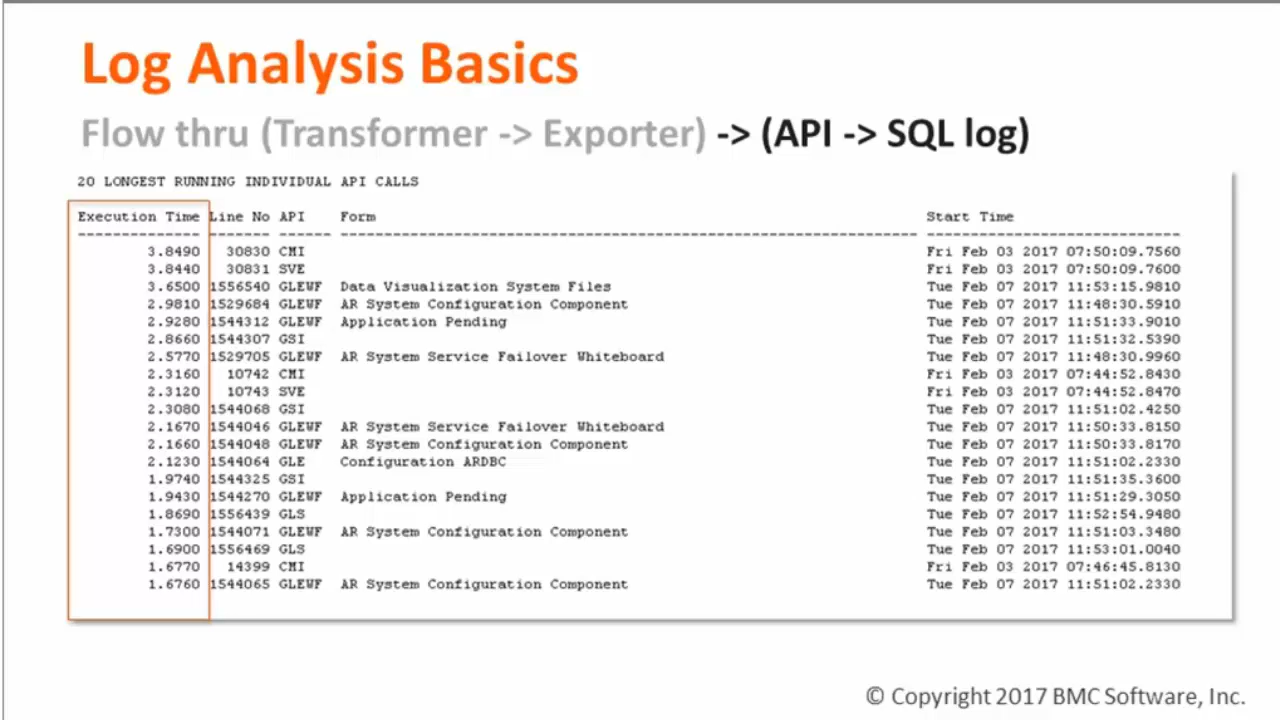 Log Analysis Basics
Flow thru (Transformer -> Exporter) -> (API -> SQL log)
20 LONGEST RUNNING INDIVIDUAL API CALLS
Execution Time Line No API Form Start Time
3.8490 30830 CMI Fri Feb 03 2017 07:50:09.7560
3.8440 30831 SVE Fri Feb 03 2017 07:50:09.7600
3.6500 1556540 GLEWF Data Visualization System Files Tue Feb 07 2017 11:53:15.9810
2.9810 1529684 GLEWF AR System Configuration Component Tue Feb 07 2017 11:48:30.5910
2.9280 1544312 GLEWF Application Pending Tue Feb 07 2017 11:51:33.9010
2.8660 1544307 GSI Tue Feb 07 2017 11:51:32.5390
2.5770 1529705 GLEWF AR System Service Failover Whiteboard Tue Feb 07 2017 11:48:30.9960
2.3160 10742 CMI Fri Feb 03 2017 07:44:52.8430
2.3120 10743 SVE Fri Feb 03 2017 07:44:52.8470
2.3080 1544068 GSI Tue Feb 07 2017 11:51:02.4250
2.1670 1544046 GLEWF AR System Service Failover Whiteboard Tue Feb 07 2017 11:50:33.8150
2.1660 1544048 GLEWF AR System Configuration Component Tue Feb 07 2017 11:50:33.8170
2.1230 1544064 GLE Configuration ARDBC Tue Feb 07 2017 11:51:02.2330
1.9740 1544325 GSI Tue Feb 07 2017 11:51:35.3600
1.9430 1544270 GLEWF Application Pending Tue Feb 07 2017 11:51:29.3050
1.8690 1556439 GLS Tue Feb 07 2017 11:52:54.9480
1.7300 1544071 GLEWF AR System Configuration Component Tue Feb 07 2017 11:51:03.3480
1.6900 1556469 GLS Tue Feb 07 2017 11:53:01.0040
1.6770 14399 CMI Fri Feb 03 2017 07:46:45.8130
1.6760 1544065 GLEWF AR System Configuration Component Tue Feb 07 2017 11:51:02.2330
© Copyright 2017 BMC Software, Inc.